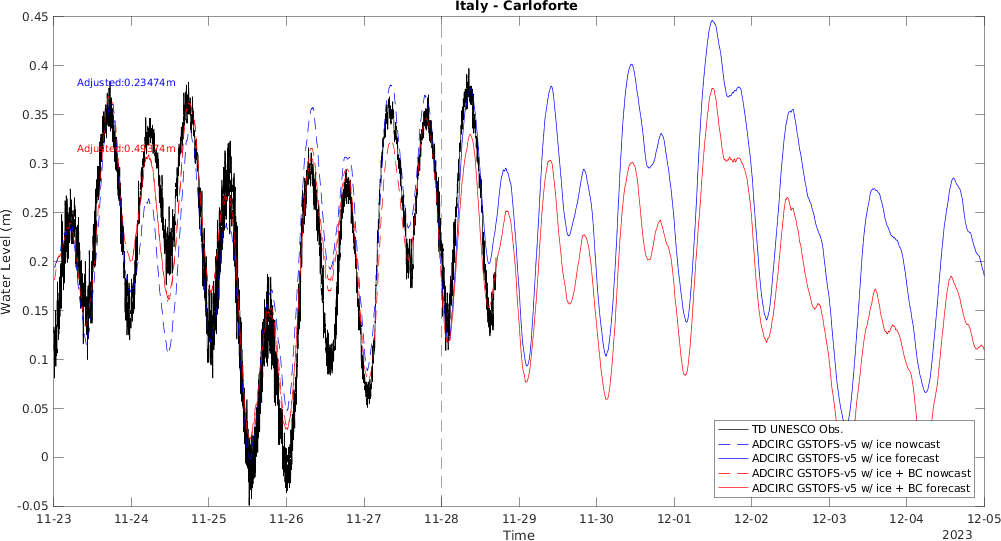 Italy - Carloforte
0.45
0.4
0.35
0.3
0.25
0.2
0.15
0.1
0.05
0
-0.05
Water Level (m)
Adjusted:0.23474m
Adjusted:0.49374m
TD UNESCO Obs.
ADCIRC GSTOFS-v5 w/ ice nowcast
ADCIRC GSTOFS-v5 w/ ice forecast
ADCIRC GSTOFS-v5 w/ ice + BC nowcast
ADCIRC GSTOFS-v5 w/ ice + BC forecast
11-23 11-24 11-25 11-26 11-27 11-28 11-29 11-30 12-01 12-02 12-03 12-04 12-05
Time
2023